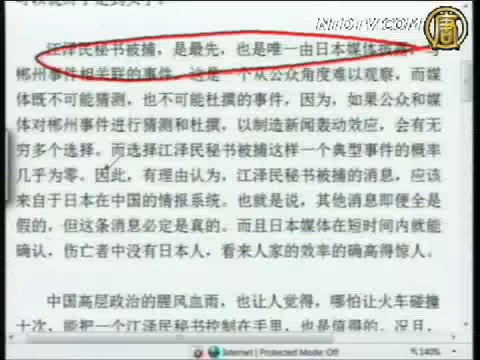 NTDTV.COM
唐
江泽民秘书被捕，是最先，也是唯一由日本媒体
郴州事件相关联的事件。这是一个从公众角度难以观察，而媒
体既不可能猜测，也不可能杜撰的事件，因为，如果公众和媒
体对郴州事件进行猜测和杜撰，以制造新闻轰动效应，会有无
穷多个选择。而选择江泽民秘书被捕这样一个典型事件的概率
几乎为零。因此，有理由认为，江泽民秘书被捕的消息，应该
来自于日本在中国的情报系统。也就是说，其他消息即便全是
假的，但这条消息必定是真的。而且日本媒体在短时间内就能
确认，伤亡者中没有日本人，看来人家的效率的确高得惊人。
中国高层政治的腥风血雨，也让人觉得，哪怕让火车碰撞
十次，能把一个江泽民秘书控制在手里，也是值得的。况且，
Internet | Protected Mode: Off
140%